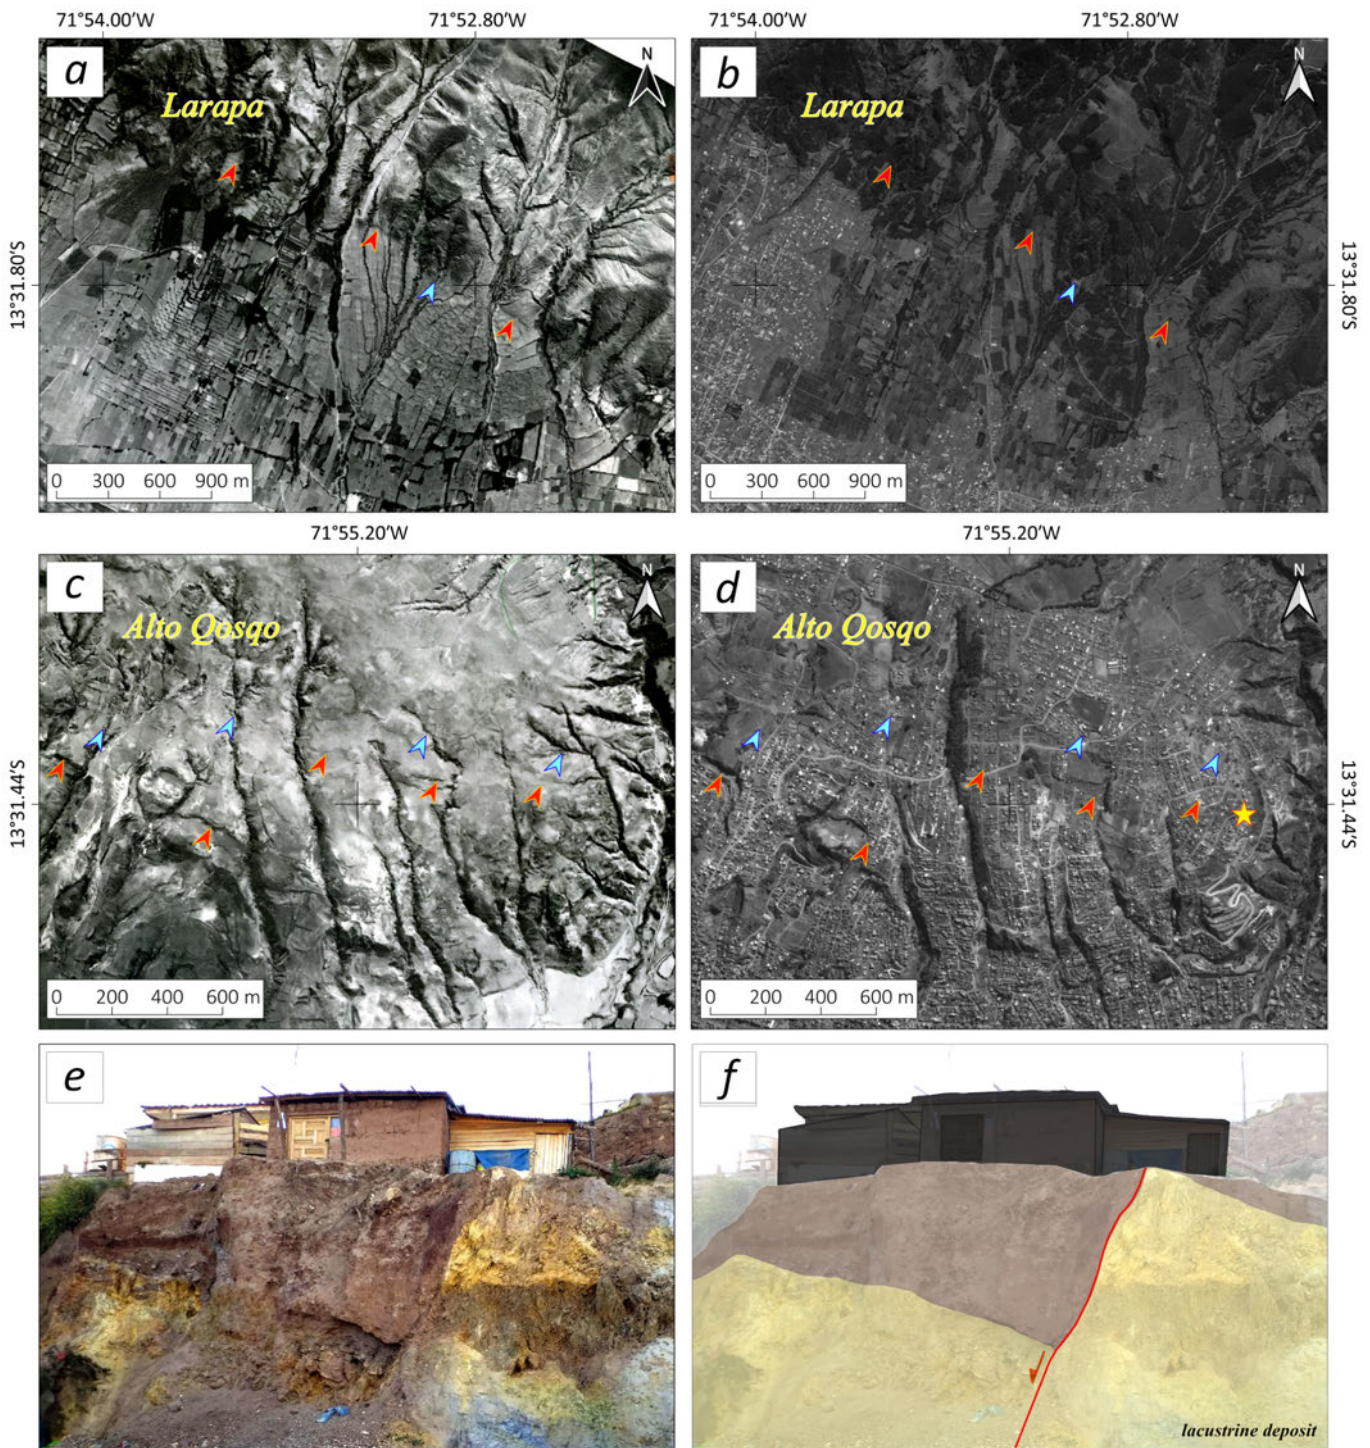 71°54.00′W 71°52.80′W 71°54.00′W 71°52.80′W
a
Larapa
N
b
Larapa
N
13°31.80′S
13°31.80′S
0 300 600 900 m
0 300 600 900 m
71°55.20′W 71°55.20′W
c
Alto Qosqo
N
d
Alto Qosqo
N
13°31.44′S
13°31.44′S
0 200 400 600 m
0 200 400 600 m
e
f
lacustrine deposit